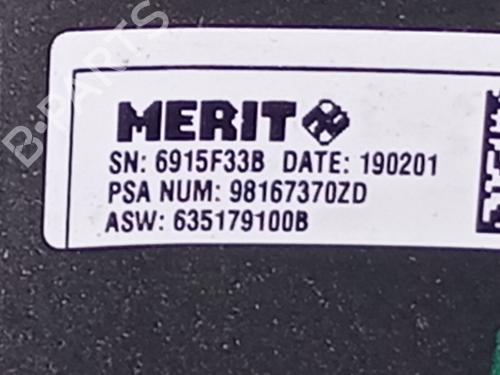 MERIT
SN: 6915F33B DATE: 190201
PSA NUM: 98167370ZD
ASW: 635179100B
B-PARTS